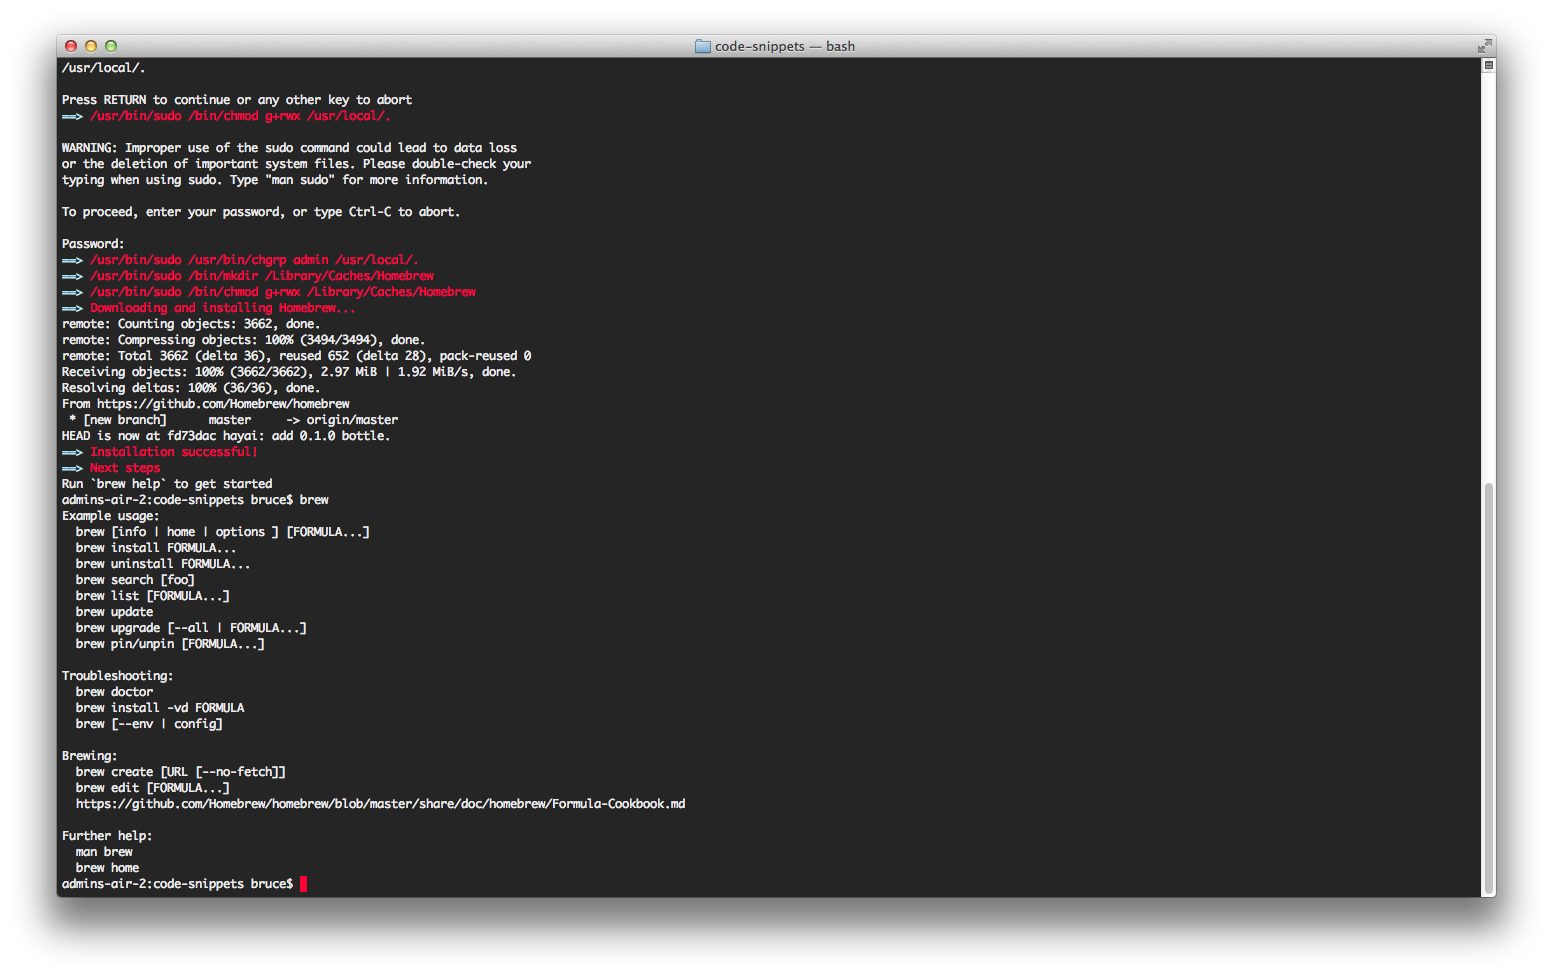 code-snippets — bash
/usr/local/.
Press RETURN to continue or any other key to abort
==> /usr/bin/sudo /bin/chmod g+rwx /usr/local/.
WARNING: Improper use of the sudo command could lead to data loss
or the deletion of important system files. Please double-check your
typing when using sudo. Type "man sudo" for more information.
To proceed, enter your password, or type Ctrl-C to abort.
Password:
==> /usr/bin/sudo /usr/bin/chgrp admin /usr/local/.
==> /usr/bin/sudo /bin/mkdir /Library/Caches/Homebrew
==> /usr/bin/sudo /bin/chmod g+rwx /Library/Caches/Homebrew
==> Downloading and installing Homebrew...
remote: Counting objects: 3662, done.
remote: Compressing objects: 100% (3494/3494), done.
remote: Total 3662 (delta 36), reused 652 (delta 28), pack-reused 0
Receiving objects: 100% (3662/3662), 2.97 MiB | 1.92 MiB/s, done.
Resolving deltas: 100% (36/36), done.
From https://github.com/Homebrew/homebrew
 * [new branch]      master     -> origin/master
HEAD is now at fd73dac hayai: add 0.1.0 bottle.
==> Installation successful!
==> Next steps
Run `brew help` to get started
admins-air-2:code-snippets bruce$ brew
Example usage:
  brew [info | home | options ] [FORMULA...]
  brew install FORMULA...
  brew uninstall FORMULA...
  brew search [foo]
  brew list [FORMULA...]
  brew update
  brew upgrade [--all | FORMULA...]
  brew pin/unpin [FORMULA...]
Troubleshooting:
  brew doctor
  brew install -vd FORMULA
  brew [--env | config]
Brewing:
  brew create [URL [--no-fetch]]
  brew edit [FORMULA...]
  https://github.com/Homebrew/homebrew/blob/master/share/doc/homebrew/Formula-Cookbook.md
Further help:
  man brew
  brew home
admins-air-2:code-snippets bruce$